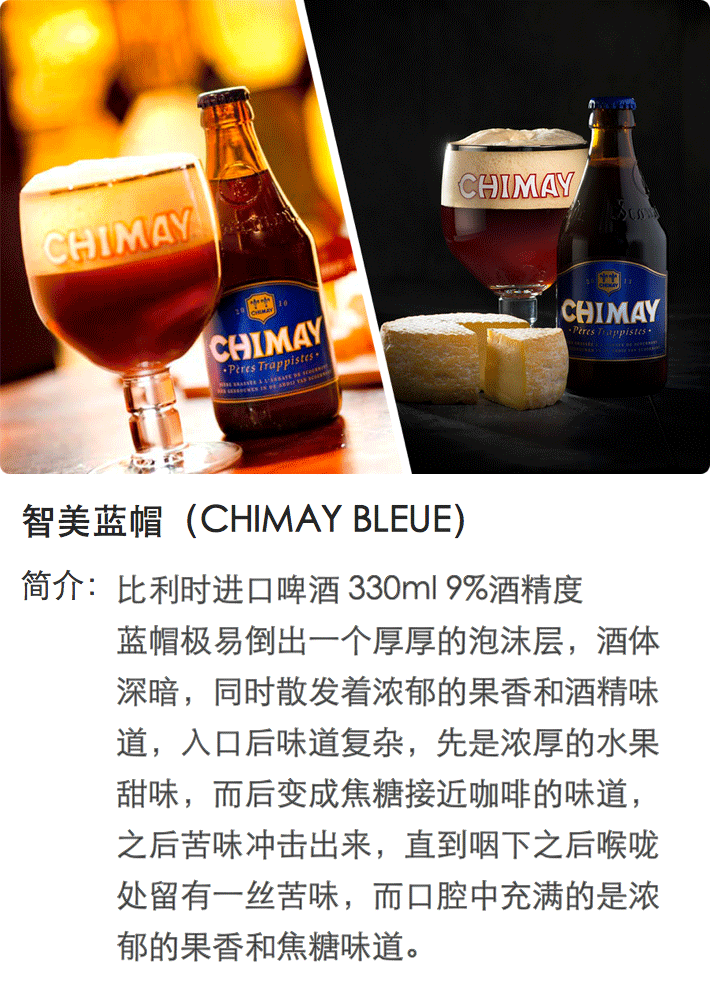 CHIMAY
2010
CHIMAY
CHIMAY
·Pères Trappistes·
CHIMAY
2011
CHIMAY
·Pères Trappistes·
智美蓝帽（CHIMAY BLEUE）
简介：比利时进口啤酒 330ml 9%酒精度
蓝帽极易倒出一个厚厚的泡沫层，酒体
深暗，同时散发着浓郁的果香和酒精味
道，入口后味道复杂，先是浓厚的水果
甜味，而后变成焦糖接近咖啡的味道，
之后苦味冲击出来，直到咽下之后喉咙
处留有一丝苦味，而口腔中充满的是浓
郁的果香和焦糖味道。